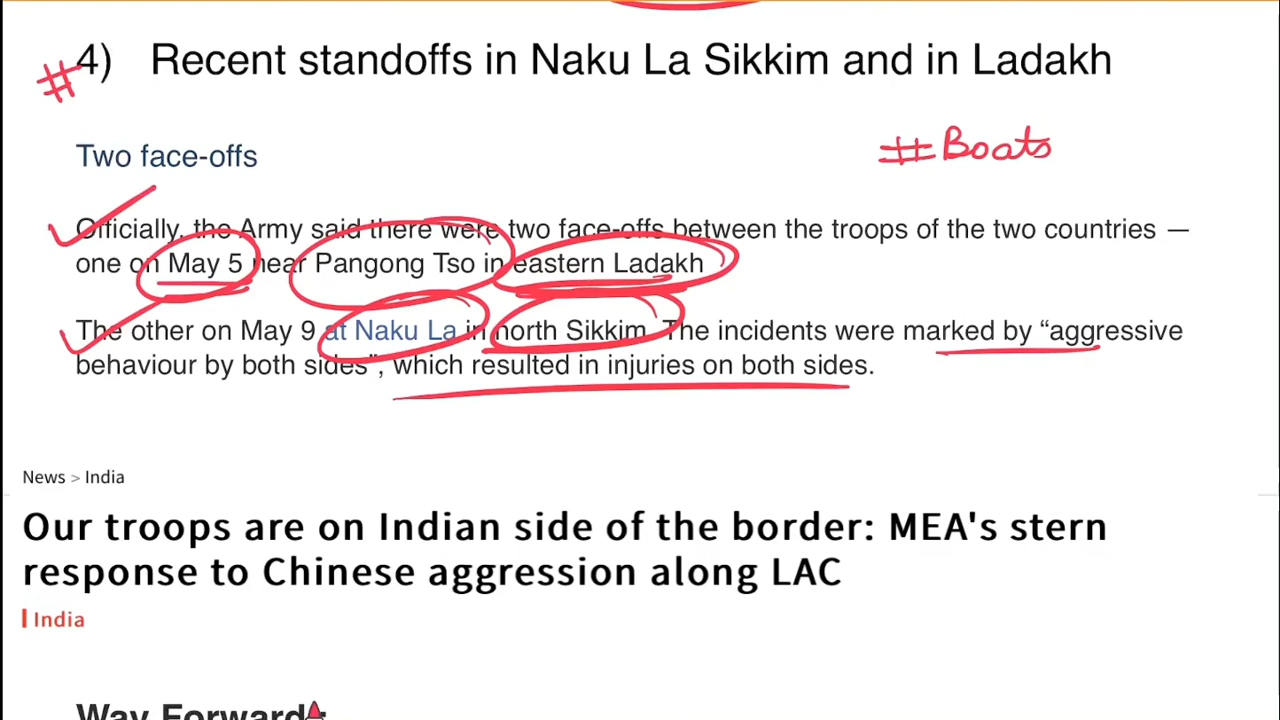 # 4) Recent standoffs in Naku La Sikkim and in Ladakh
#Boats
Two face-offs
Officially, the Army said there were two face-offs between the troops of the two countries —
one on May 5 near Pangong Tso in eastern Ladakh
The other on May 9 at Naku La in north Sikkim. The incidents were marked by “aggressive
behaviour by both sides”, which resulted in injuries on both sides.
News > India
Our troops are on Indian side of the border: MEA's stern
response to Chinese aggression along LAC
India
Way Forward: